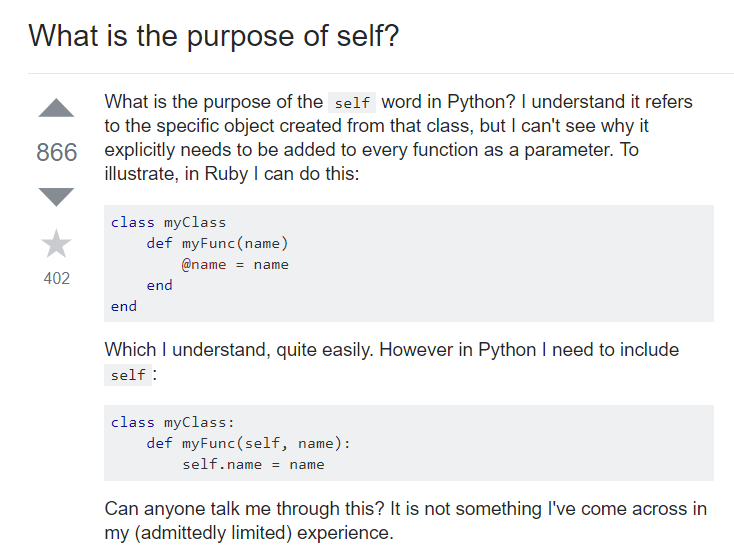 What is the purpose of self?
What is the purpose of the self word in Python? I understand it refers
to the specific object created from that class, but I can't see why it
866
explicitly needs to be added to every function as a parameter. To
illustrate, in Ruby I can do this:
class myClass
    def myFunc(name)
        @name = name
402
    end
end
Which I understand, quite easily. However in Python I need to include
self:
class myClass:
    def myFunc(self, name):
        self.name = name
Can anyone talk me through this? It is not something I've come across in
my (admittedly limited) experience.